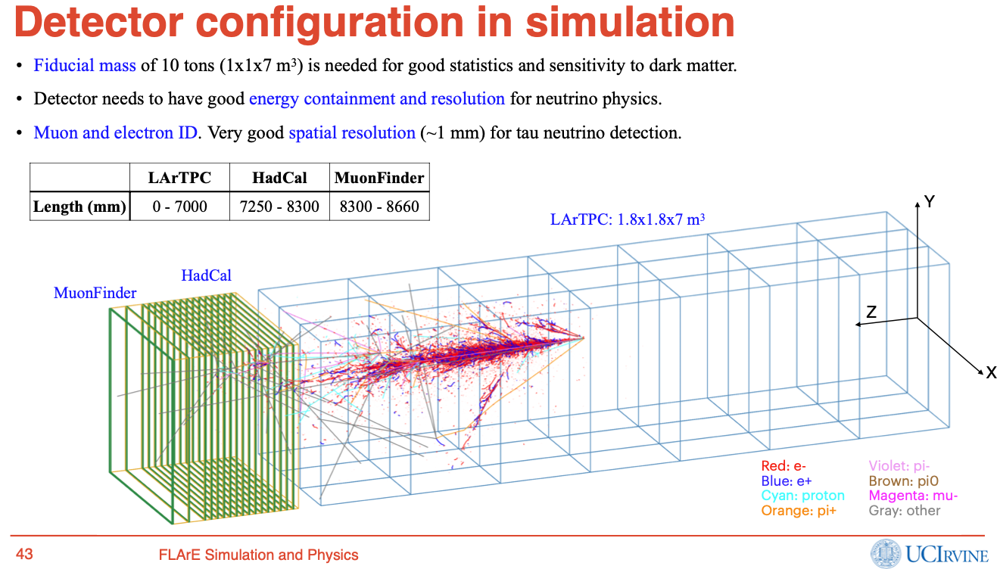 Detector configuration in simulation
• Fiducial mass of 10 tons (1x1x7 m³) is needed for good statistics and sensitivity to dark matter.
• Detector needs to have good energy containment and resolution for neutrino physics.
• Muon and electron ID. Very good spatial resolution (~1 mm) for tau neutrino detection.
LArTPC HadCal MuonFinder
Length (mm) 0 - 7000 7250 - 8300 8300 - 8660
LArTPC: 1.8x1.8x7 m³
HadCal
MuonFinder
Y
Z
X
Red: e-
Blue: e+
Cyan: proton
Orange: pi+
Violet: pi-
Brown: pi0
Magenta: mu-
Gray: other
43
FLArE Simulation and Physics
UCIRVINE